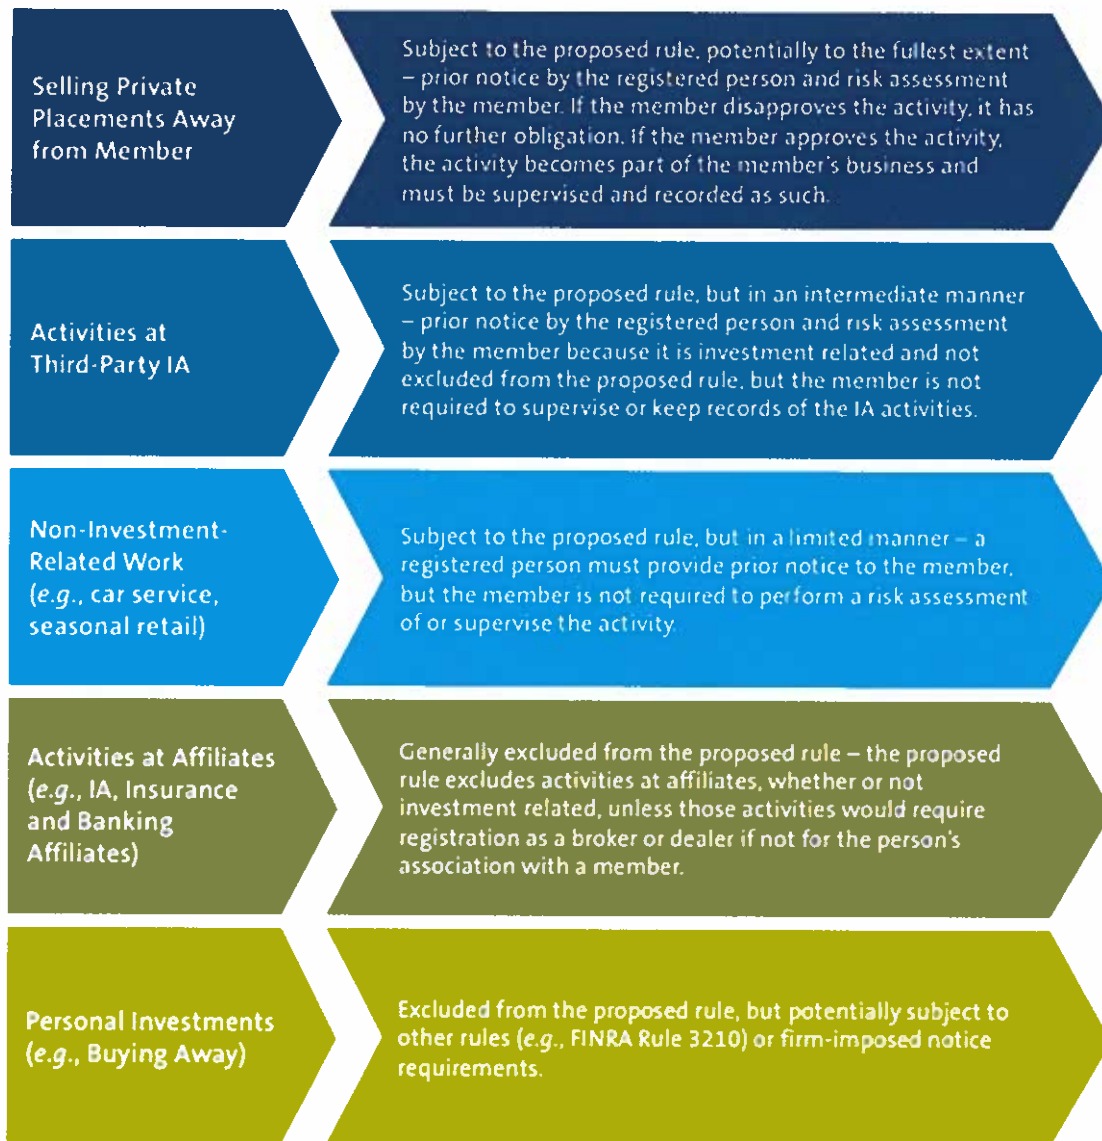 Selling Private
Placements Away
from Member
Subject to the proposed rule, potentially to the fullest extent
– prior notice by the registered person and risk assessment
by the member. If the member disapproves the activity, it has
no further obligation. If the member approves the activity,
the activity becomes part of the member's business and
must be supervised and recorded as such.
Activities at
Third-Party IA
Subject to the proposed rule, but in an intermediate manner
– prior notice by the registered person and risk assessment
by the member because it is investment related and not
excluded from the proposed rule, but the member is not
required to supervise or keep records of the IA activities.
Non-Investment-
Related Work
(e.g., car service,
seasonal retail)
Subject to the proposed rule, but in a limited manner – a
registered person must provide prior notice to the member,
but the member is not required to perform a risk assessment
of or supervise the activity.
Activities at Affiliates
(e.g., IA, Insurance
and Banking
Affiliates)
Generally excluded from the proposed rule – the proposed
rule excludes activities at affiliates, whether or not
investment related, unless those activities would require
registration as a broker or dealer if not for the person's
association with a member.
Personal Investments
(e.g., Buying Away)
Excluded from the proposed rule, but potentially subject to
other rules (e.g., FINRA Rule 3210) or firm-imposed notice
requirements.